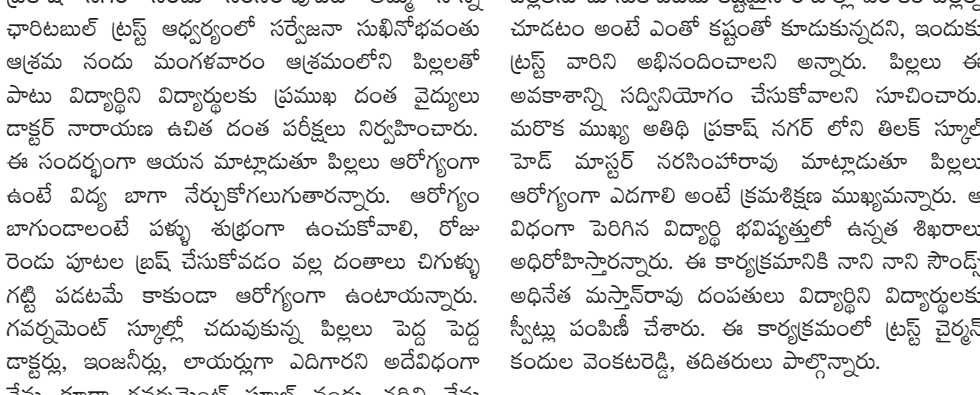 ఛారిటబుల్ ట్రస్ట్ ఆధ్వర్యంలో సర్వేజనా సుఖినోభవంతు
ఆశ్రమ నందు మంగళవారం ఆశ్రమంలోని పిల్లలతో
పాటు విద్యార్థిని విద్యార్థులకు ప్రముఖ దంత వైద్యులు
డాక్టర్ నారాయణ ఉచిత దంత పరీక్షలు నిర్వహించారు.
ఈ సందర్భంగా ఆయన మాట్లాడుతూ పిల్లలు ఆరోగ్యంగా
ఉంటే విద్య బాగా నేర్చుకోగలుగుతారన్నారు. ఆరోగ్యం
బాగుండాలంటే పళ్ళు శుభ్రంగా ఉంచుకోవాలి, రోజు
రెండు పూటల బ్రష్ చేసుకోవడం వల్ల దంతాలు చిగుళ్ళు
గట్టి పడటమే కాకుండా ఆరోగ్యంగా ఉంటాయన్నారు.
గవర్నమెంట్ స్కూల్లో చదువుకున్న పిల్లలు పెద్ద పెద్ద
డాక్టర్లు, ఇంజనీర్లు, లాయర్లుగా ఎదిగారని అదేవిధంగా
చూడటం అంటే ఎంతో కష్టంతో కూడుకున్నదని, ఇందుకు
ట్రస్ట్ వారిని అభినందించాలని అన్నారు. పిల్లలు ఈ
అవకాశాన్ని సద్వినియోగం చేసుకోవాలని సూచించారు.
మరొక ముఖ్య అతిథి ప్రకాష్ నగర్ లోని తిలక్ స్కూల్
హెడ్ మాస్టర్ నరసింహారావు మాట్లాడుతూ పిల్లలు
ఆరోగ్యంగా ఎదగాలి అంటే క్రమశిక్షణ ముఖ్యమన్నారు. ఆ
విధంగా పెరిగిన విద్యార్థి భవిష్యత్తులో ఉన్నత శిఖరాలు
అధిరోహిస్తారన్నారు. ఈ కార్యక్రమానికి నాని నాని సౌండ్స్
అధినేత మస్తాన్‌రావు దంపతులు విద్యార్థిని విద్యార్థులకు
స్వీట్లు పంపిణీ చేశారు. ఈ కార్యక్రమంలో ట్రస్ట్ చైర్మన్
కందుల వెంకటరెడ్డి, తదితరులు పాల్గొన్నారు.